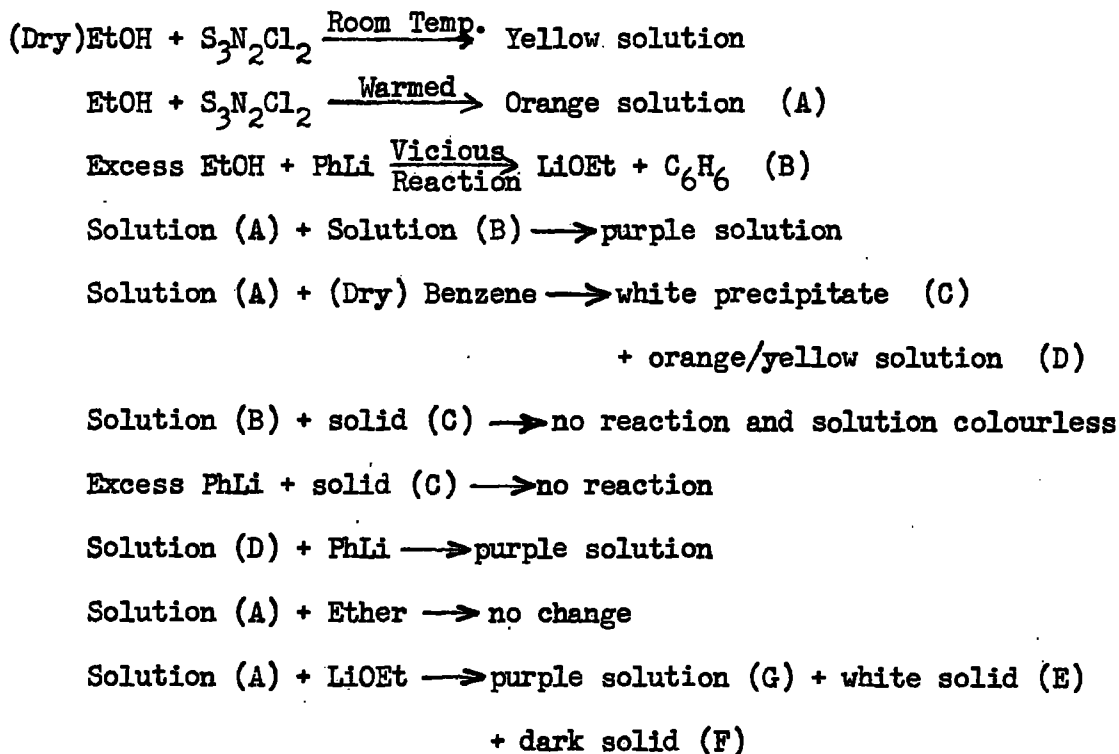 (Dry)EtOH + S₃N₂Cl₂ Room Temp.→ Yellow solution
EtOH + S₃N₂Cl₂ Warmed→ Orange solution (A)
Excess EtOH + PhLi Vicious Reaction→ LiOEt + C₆H₆ (B)
Solution (A) + Solution (B) → purple solution
Solution (A) + (Dry) Benzene → white precipitate (C)
+ orange/yellow solution (D)
Solution (B) + solid (C) → no reaction and solution colourless
Excess PhLi + solid (C) → no reaction
Solution (D) + PhLi → purple solution
Solution (A) + Ether → no change
Solution (A) + LiOEt → purple solution (G) + white solid (E)
+ dark solid (F)